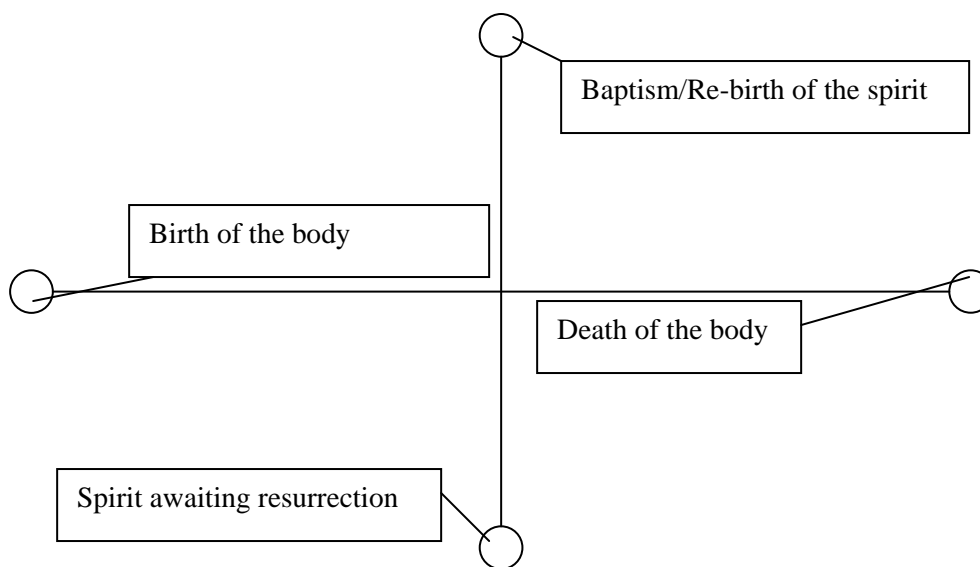 Baptism/Re-birth of the spirit
Birth of the body
Death of the body
Spirit awaiting resurrection